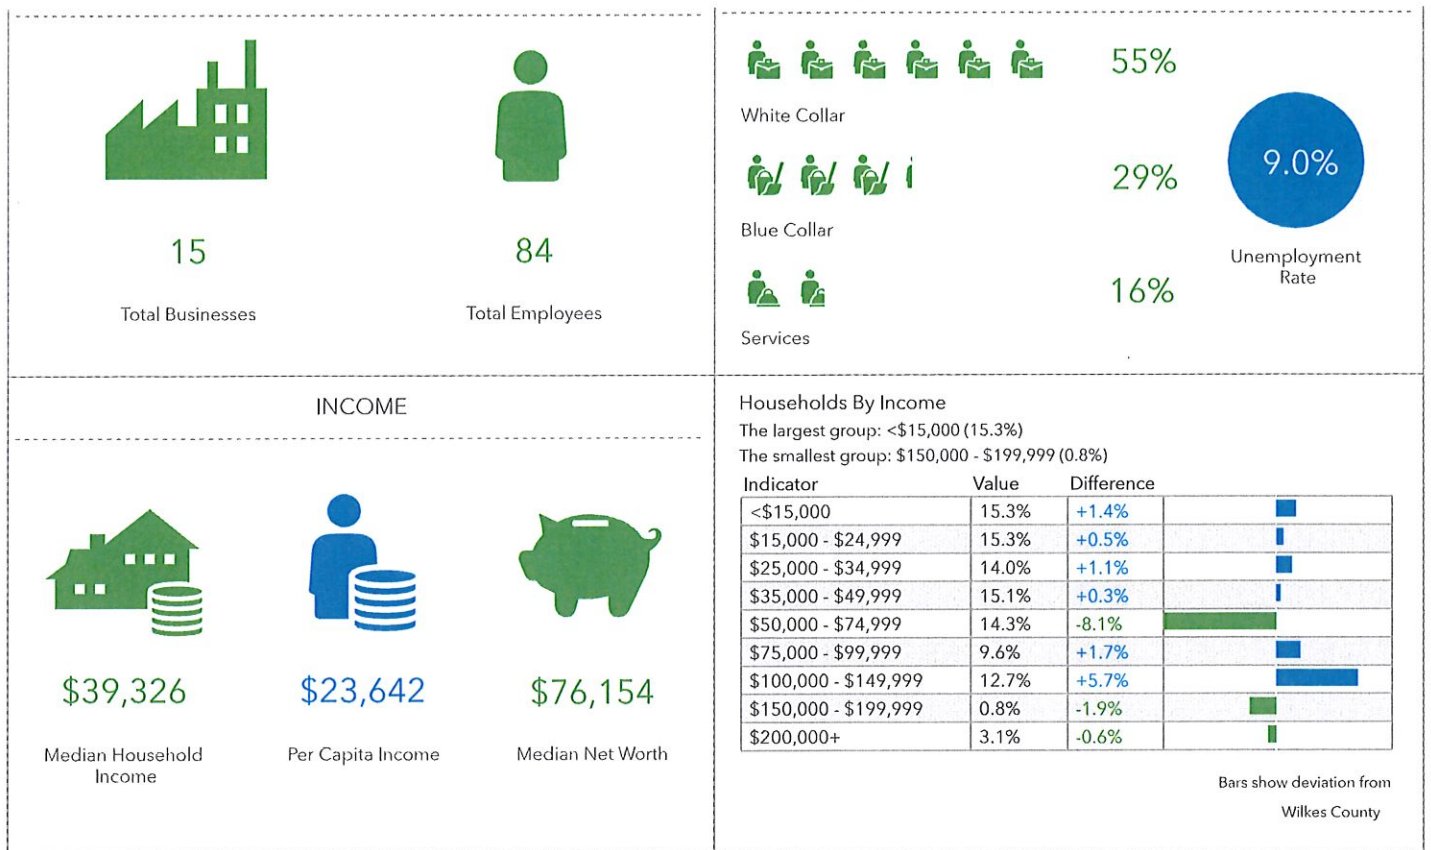 15
Total Businesses
84
Total Employees
55%
White Collar
29%
Blue Collar
16%
Services
9.0%
Unemployment
Rate
INCOME
$39,326
Median Household
Income
$23,642
Per Capita Income
$76,154
Median Net Worth
Households By Income
The largest group: <$15,000 (15.3%)
The smallest group: $150,000 - $199,999 (0.8%)
Indicator Value Difference
<$15,000 15.3% +1.4%
$15,000 - $24,999 15.3% +0.5%
$25,000 - $34,999 14.0% +1.1%
$35,000 - $49,999 15.1% +0.3%
$50,000 - $74,999 14.3% -8.1%
$75,000 - $99,999 9.6% +1.7%
$100,000 - $149,999 12.7% +5.7%
$150,000 - $199,999 0.8% -1.9%
$200,000+ 3.1% -0.6%
Bars show deviation from
Wilkes County